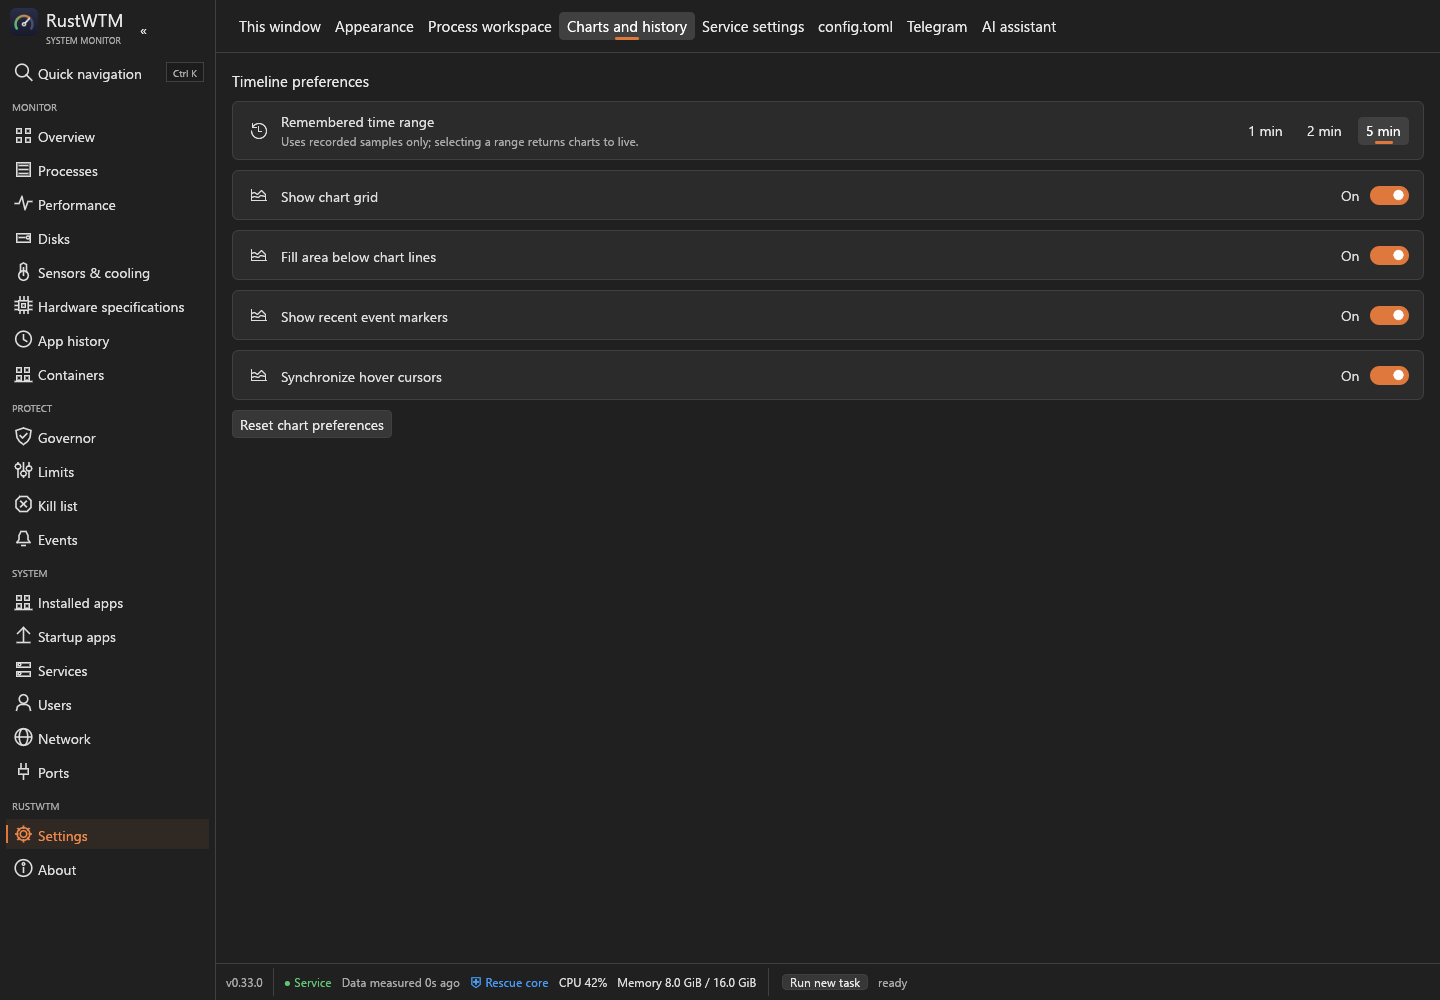 RustWTM
SYSTEM MONITOR
«
Quick navigation
Ctrl K
MONITOR
Overview
Processes
Performance
Disks
Sensors & cooling
Hardware specifications
App history
Containers
PROTECT
Governor
Limits
Kill list
Events
SYSTEM
Installed apps
Startup apps
Services
Users
Network
Ports
RUSTWTM
Settings
About
This window Appearance Process workspace Charts and history Service settings config.toml Telegram AI assistant
Timeline preferences
Remembered time range
Uses recorded samples only; selecting a range returns charts to live.
1 min 2 min 5 min
Show chart grid On
Fill area below chart lines On
Show recent event markers On
Synchronize hover cursors On
Reset chart preferences
v0.33.0 Service Data measured 0s ago Rescue core CPU 42% Memory 8.0 GiB / 16.0 GiB Run new task ready